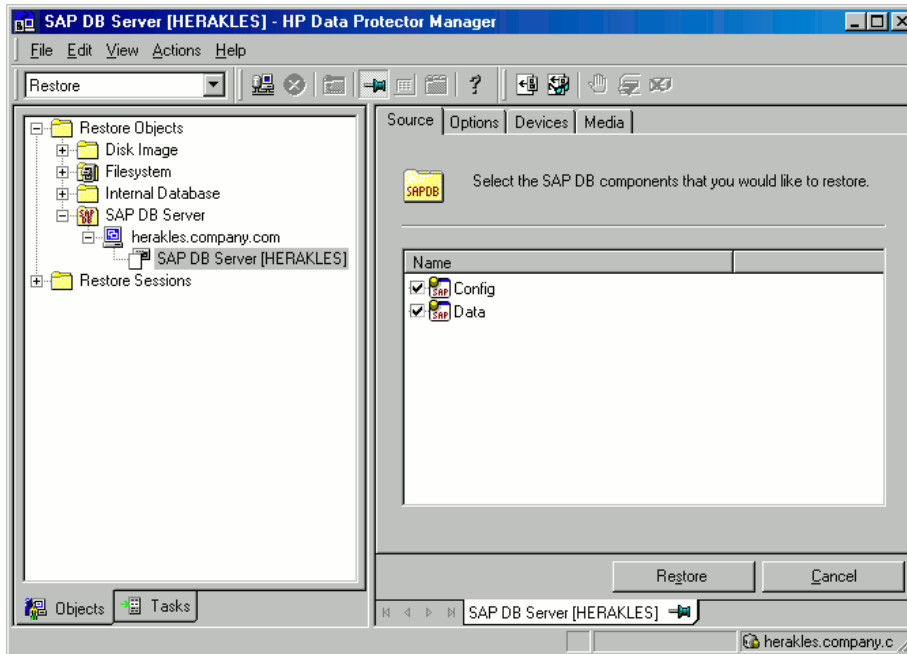 SAP DB Server [HERAKLES] - HP Data Protector Manager
File Edit View Actions Help
Restore
Restore Objects
Disk Image
Filesystem
Internal Database
SAP DB Server
herakles.company.com
SAP DB Server [HERAKLES]
Restore Sessions
Objects Tasks
Source Options Devices Media
SAPDB
Select the SAP DB components that you would like to restore.
Name
SAP Config
SAP Data
Restore Cancel
SAP DB Server [HERAKLES]
herakles.company.c